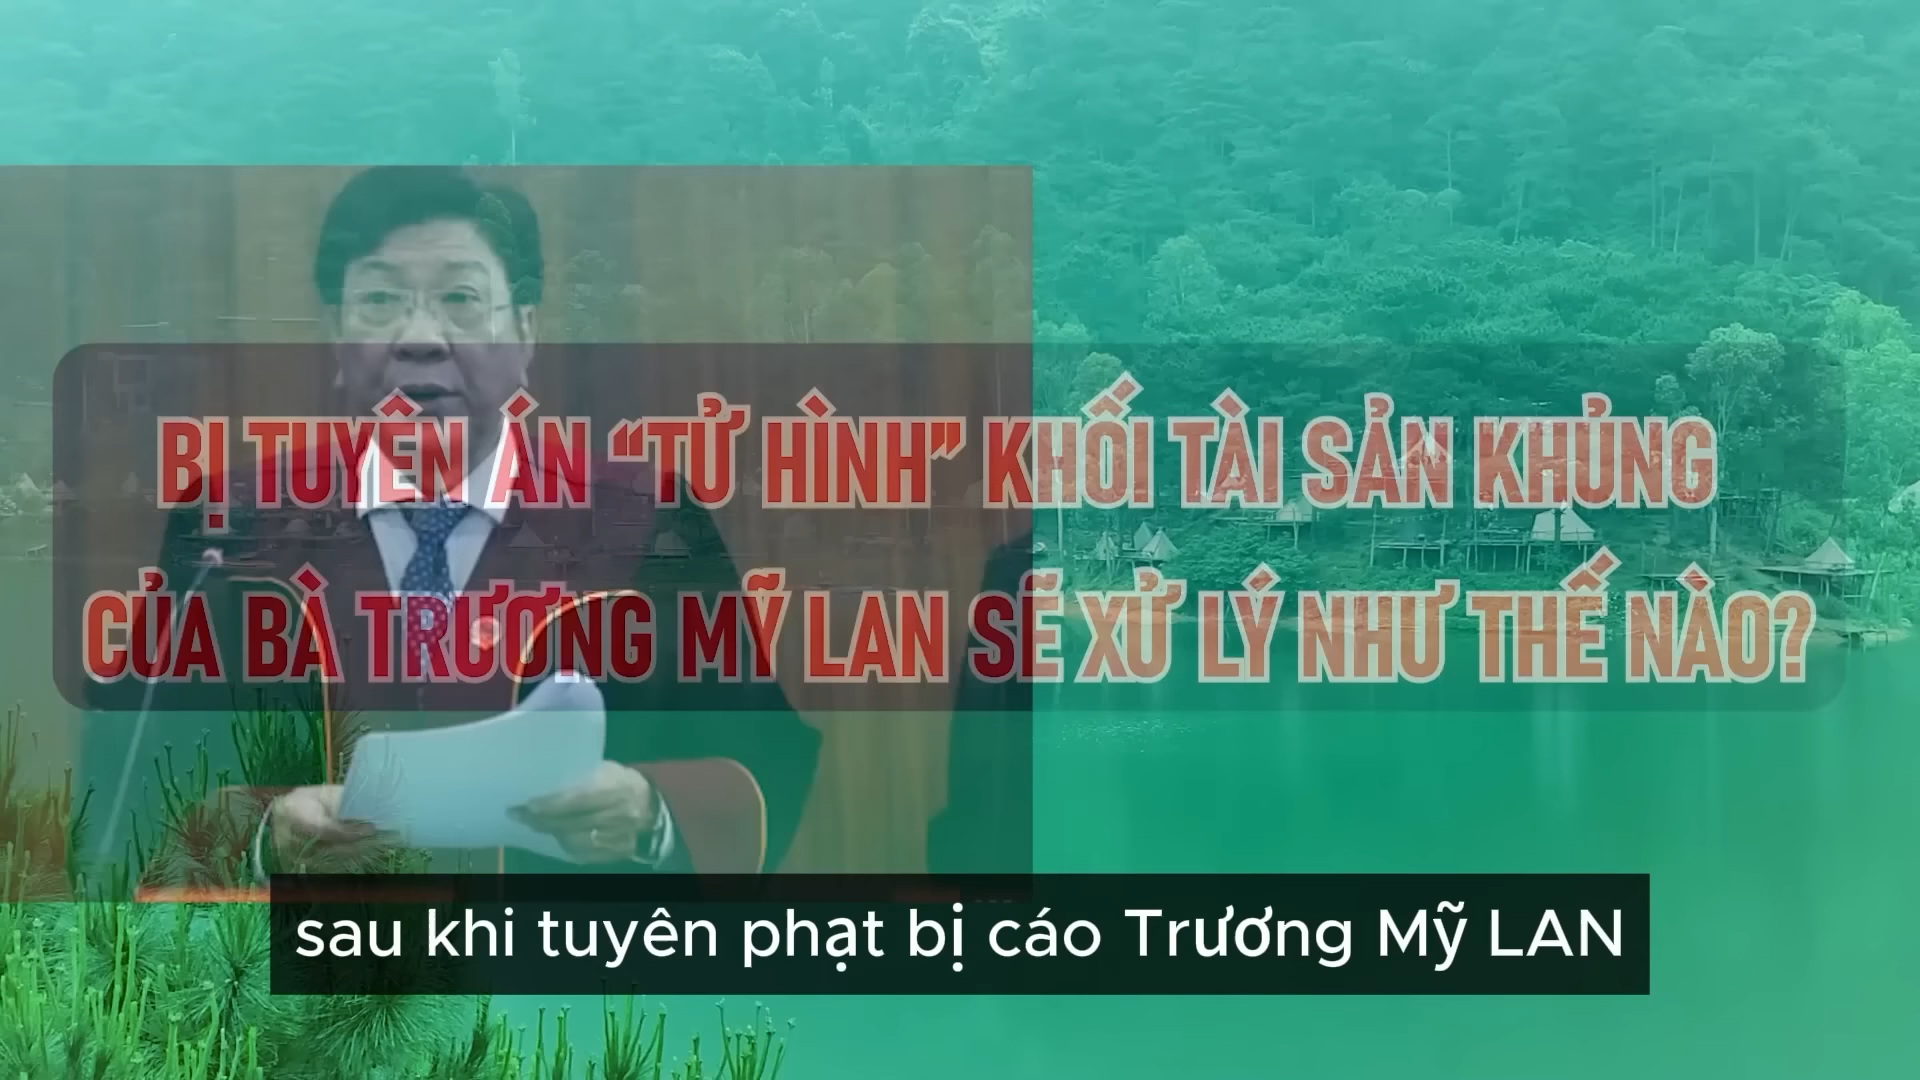 BỊ TUYÊN ÁN “TỬ HÌNH” KHỐI TÀI SẢN KHỦNG
CỦA BÀ TRƯƠNG MỸ LAN SẼ XỬ LÝ NHƯ THẾ NÀO?
sau khi tuyên phạt bị cáo Trương Mỹ LAN